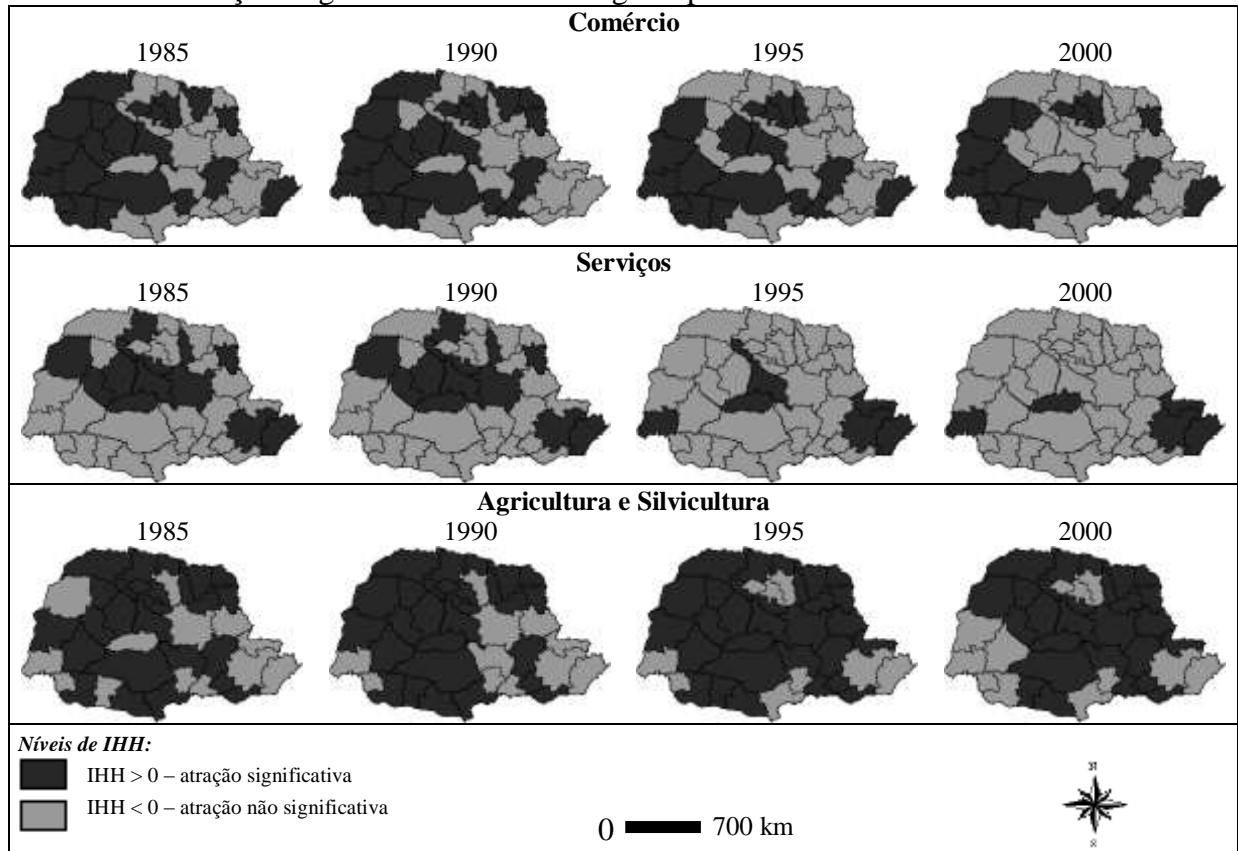 Comércio
1985 1990 1995 2000
Serviços
1985 1990 1995 2000
Agricultura e Silvicultura
1985 1990 1995 2000
Níveis de IHH:
IHH > 0 – atração significativa
IHH < 0 – atração não significativa
0 700 km